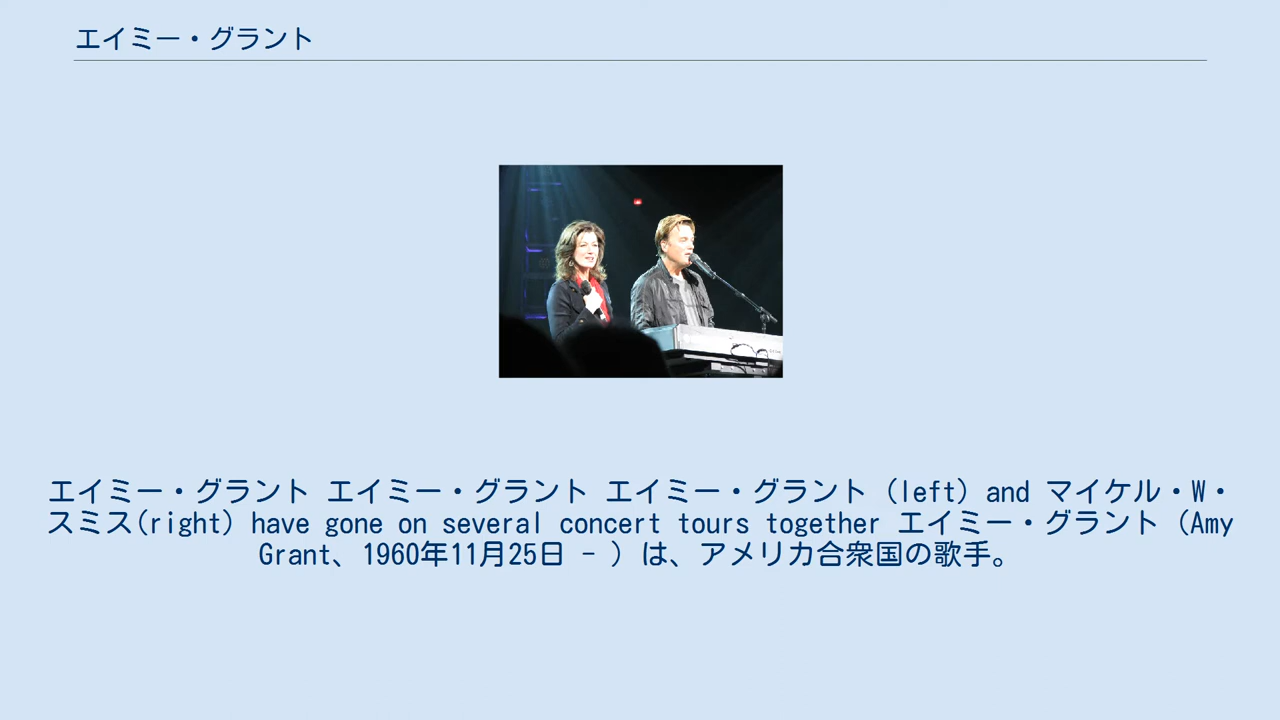 エイミー・グラント
エイミー・グラント エイミー・グラント エイミー・グラント (left) and マイケル・W・
スミス(right) have gone on several concert tours together エイミー・グラント（Amy
Grant、1960年11月25日 - ）は、アメリカ合衆国の歌手。